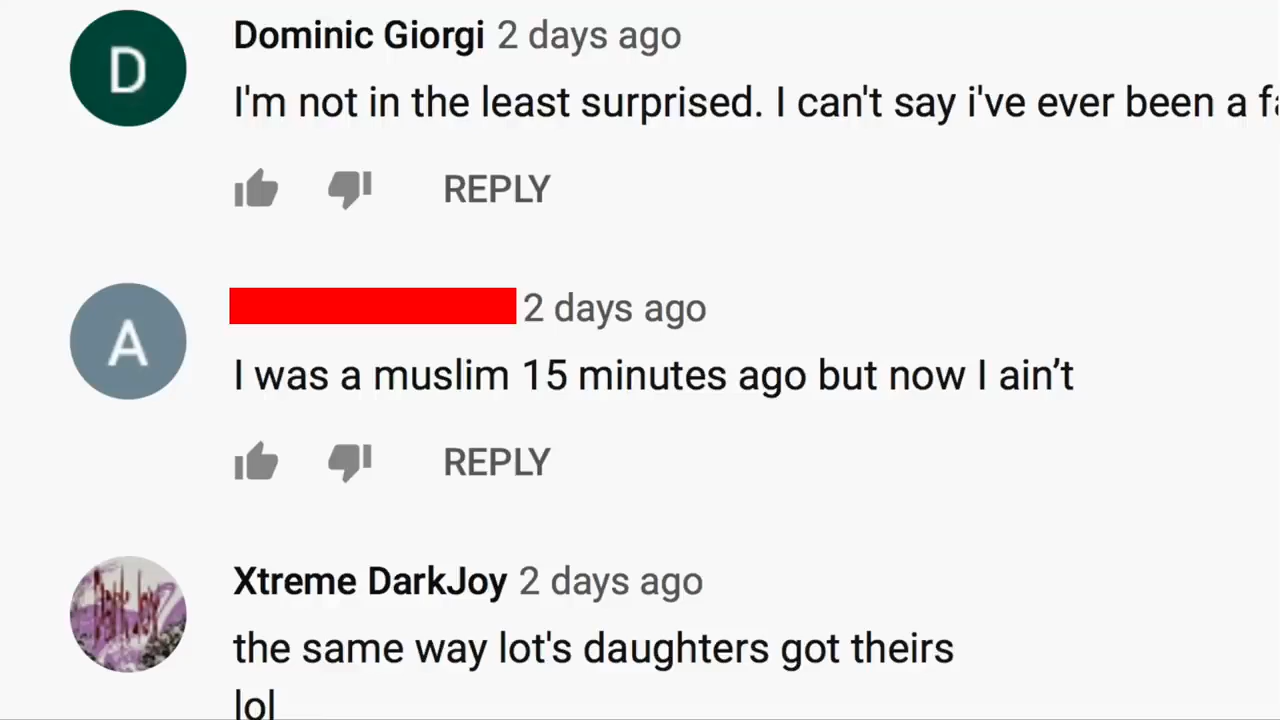 D
Dominic Giorgi 2 days ago
I'm not in the least surprised. I can't say i've ever been a
REPLY
A
2 days ago
I was a muslim 15 minutes ago but now I ain’t
REPLY
Xtreme DarkJoy 2 days ago
the same way lot's daughters got theirs
lol